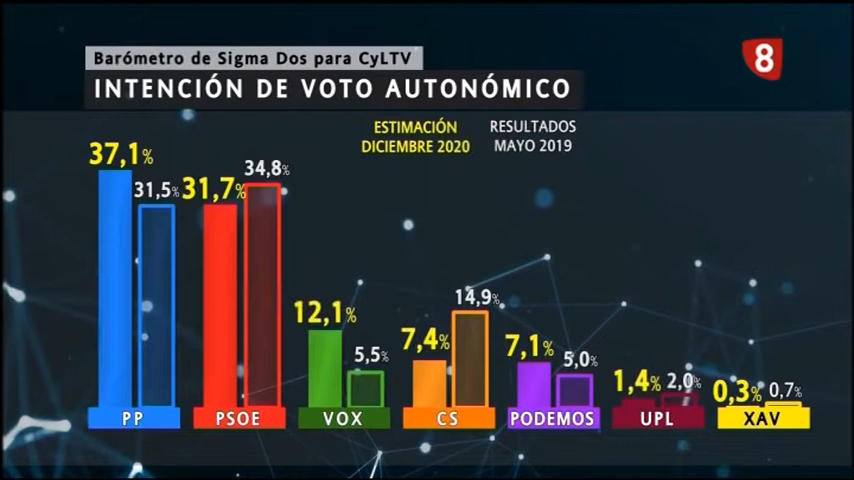 Barómetro de Sigma Dos para CyLTV
8
INTENCIÓN DE VOTO AUTONÓMICO
ESTIMACIÓN
DICIEMBRE 2020
RESULTADOS
MAYO 2019
37,1%
31,5%
31,7%
34,8%
12,1%
5,5%
7,4%
14,9%
7,1%
5,0%
1,4%
2,0%
0,3%
0,7%
PP
PSOE
VOX
CS
PODEMOS
UPL
XAV